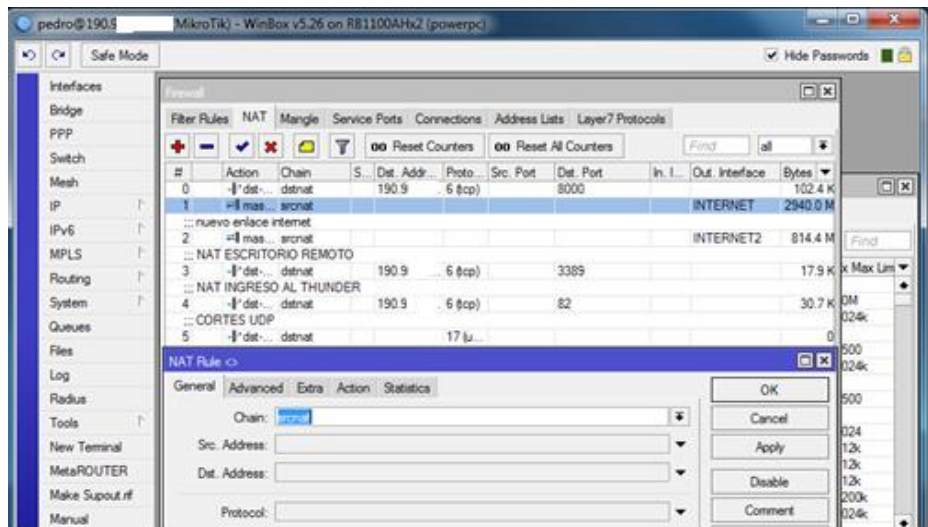 pedro@190.9 (MikroTik) - WinBox v5.26 on RB1100AHx2 (powerpc)
Safe Mode
Hide Passwords
Interfaces
Bridge
PPP
Switch
Mesh
IP
IPv6
MPLS
Routing
System
Queues
Files
Log
Radius
Tools
New Terminal
MetaROUTER
Make Supout.rif
Manual
Firewall
Filter Rules NAT Mangle Service Ports Connections Address Lists Layer7 Protocols
00 Reset Counters 00 Reset All Counters Find all
# Action Chain S... Dst. Addr... Proto... Src. Port Dst. Port In. I... Out. Interface Bytes
0 dst-... dstnat 190.9 6 (tcp) 8000 102.4 K
1 mas... srcnat INTERNET 2940.0 M
::: nuevo enlace internet
2 mas... srcnat INTERNET2 814.4 M
::: NAT ESCRITORIO REMOTO
3 dst-... dstnat 190.9 6 (tcp) 3389 17.9 K
::: NAT INGRESO AL THUNDER
4 dst-... dstnat 190.9 6 (tcp) 82 30.7 K
::: CORTES UDP
5 dst-... dstnat 17 (u... 0
Find
x Max Lim
0M
024k
500
024k
500
024
12k
12k
12k
200k
024k
NAT Rule <>
General Advanced Extra Action Statistics
Chain: srcnat
Src. Address:
Dst. Address:
Protocol:
OK
Cancel
Apply
Disable
Comment